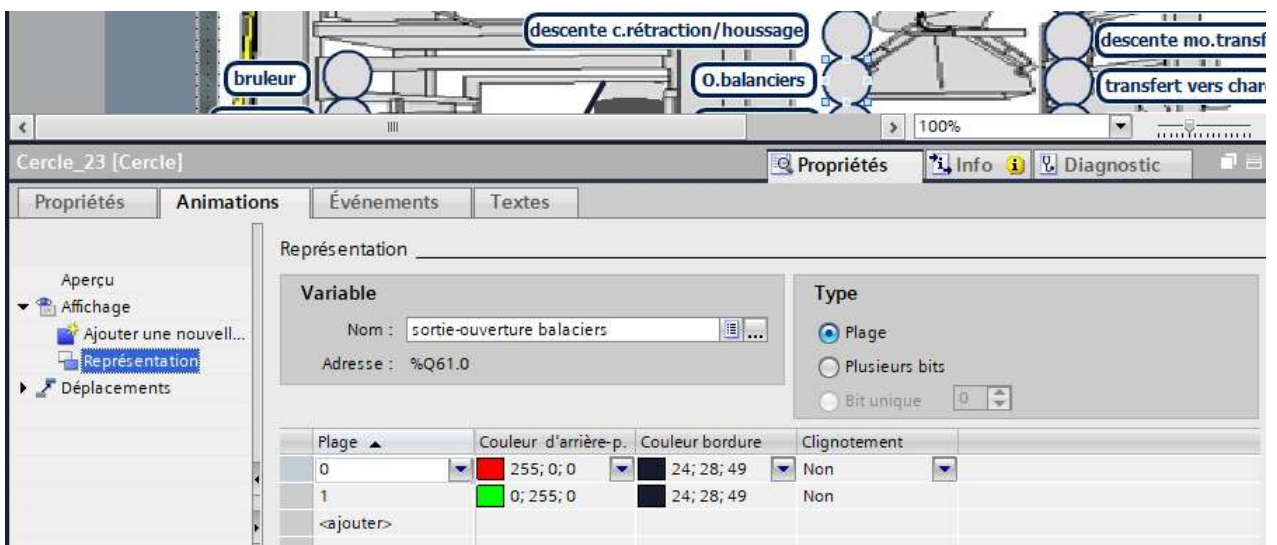 descente c.rétraction/houssage
descente mo.transf
bruleur
O.balanciers
transfert vers char
100%
Cercle_23 [Cercle]
Propriétés
Info
Diagnostic
Propriétés
Animations
Événements
Textes
Représentation
Aperçu
Affichage
Ajouter une nouvell...
Représentation
Déplacements
Variable
Nom : sortie-ouverture balaciers
...
Adresse : %Q61.0
Type
Plage
Plusieurs bits
Bit unique 0
Plage Couleur d'arrière-p. Couleur bordure Clignotement
0 255; 0; 0 24; 28; 49 Non
1 0; 255; 0 24; 28; 49 Non
<ajouter>